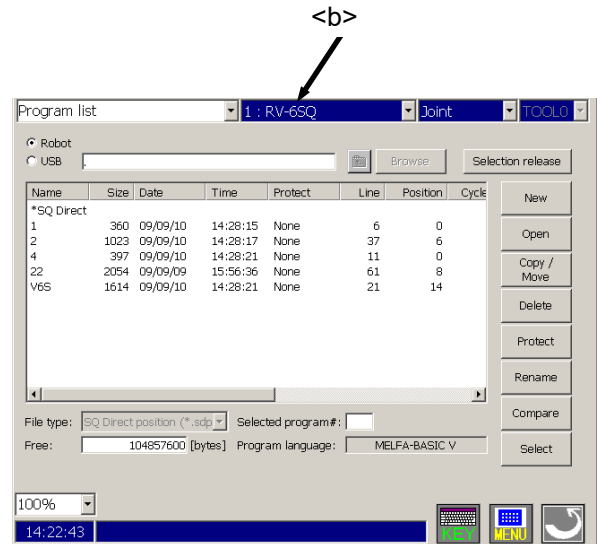 <b>
Program list 1 : RV-6SQ Joint TOOL0
Robot
USB . Browse Selection release
Name Size Date Time Protect Line Position Cycle
*SQ Direct
1 360 09/09/10 14:28:15 None 6 0
2 1023 09/09/10 14:28:17 None 37 6
4 397 09/09/10 14:28:21 None 11 0
22 2054 09/09/09 15:56:36 None 61 8
V6S 1614 09/09/10 14:28:21 None 21 14
New
Open
Copy /
Move
Delete
Protect
Rename
Compare
Select
File type: SQ Direct position (*.sdp Selected program#:
Free: 104857600 [bytes] Program language: MELFA-BASIC V
100%
14:22:43
KEY MENU